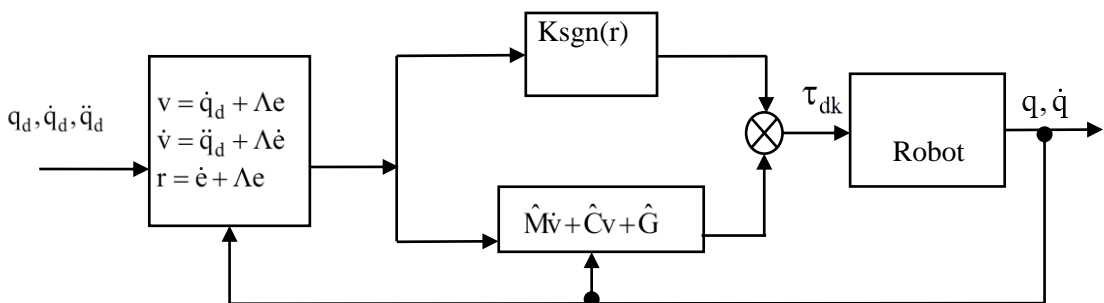 q_d, q̇_d, q̈_d
v = q̇_d + Λe
v̇ = q̈_d + Λė
r = ė + Λe
Ksgn(r)
M̂v̇ + Ĉv + Ĝ
τ_dk
Robot
q, q̇